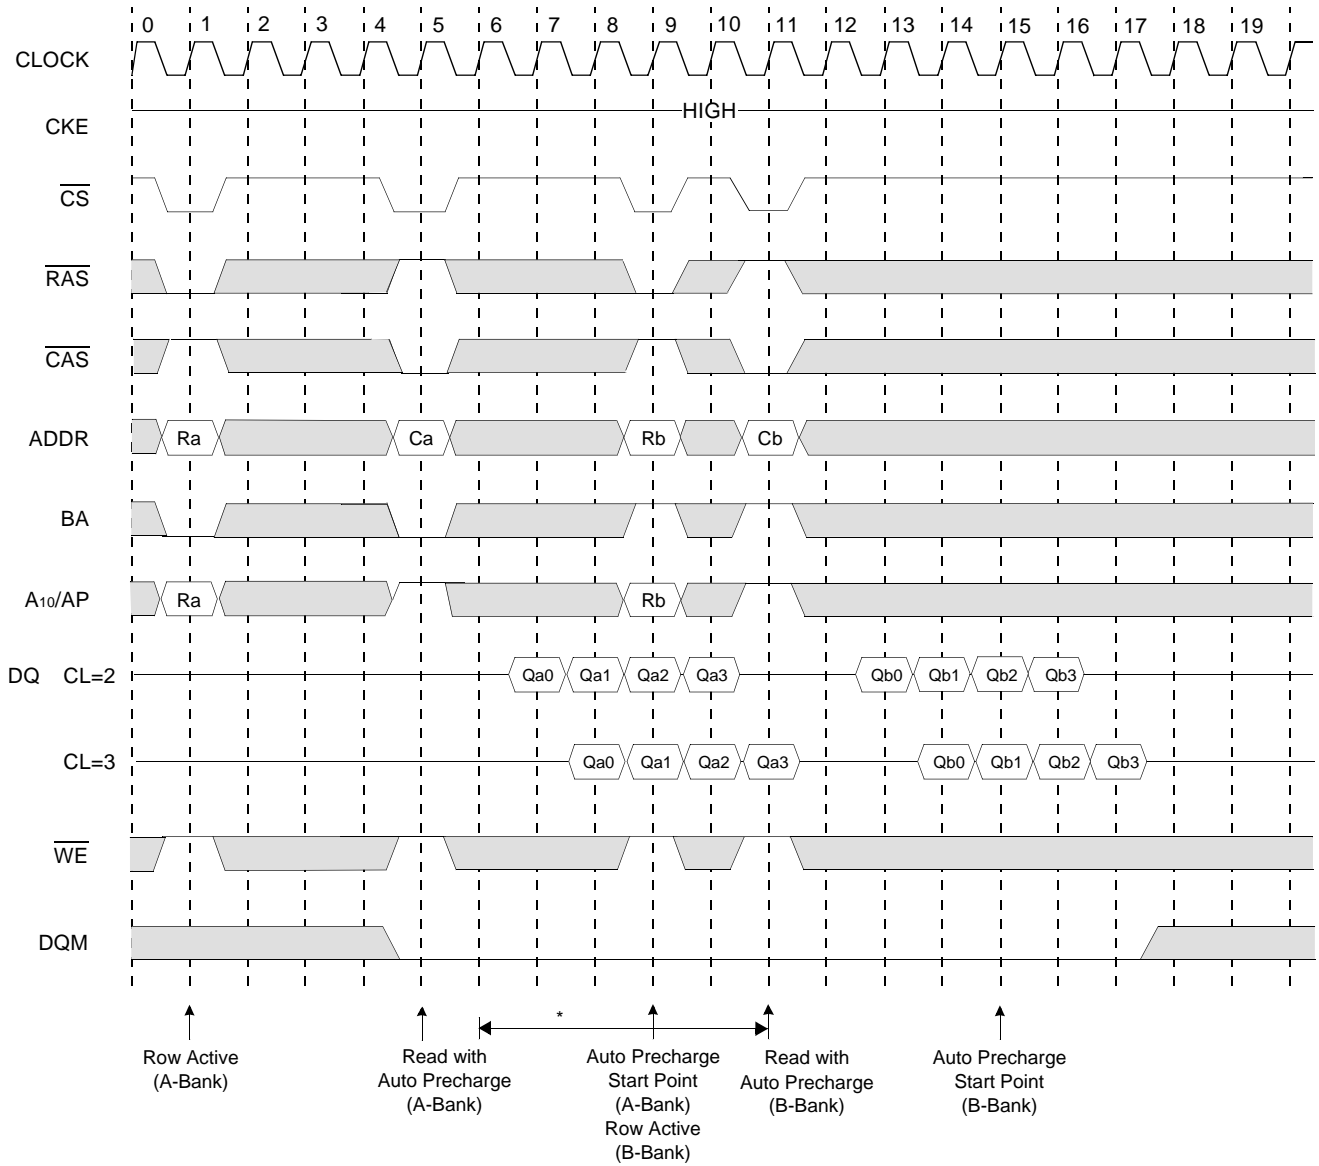 0 1 2 3 4 5 6 7 8 9 10 11 12 13 14 15 16 17 18 19
CLOCK
HIGH
CKE
CS
RAS
CAS
ADDR Ra Ca Rb Cb
BA
A10/AP Ra Rb
DQ CL=2 Qa0 Qa1 Qa2 Qa3 Qb0 Qb1 Qb2 Qb3
CL=3 Qa0 Qa1 Qa2 Qa3 Qb0 Qb1 Qb2 Qb3
WE
DQM
*
Row Active
(A-Bank)
Read with
Auto Precharge
(A-Bank)
Auto Precharge
Start Point
(A-Bank)
Row Active
(B-Bank)
Read with
Auto Precharge
(B-Bank)
Auto Precharge
Start Point
(B-Bank)